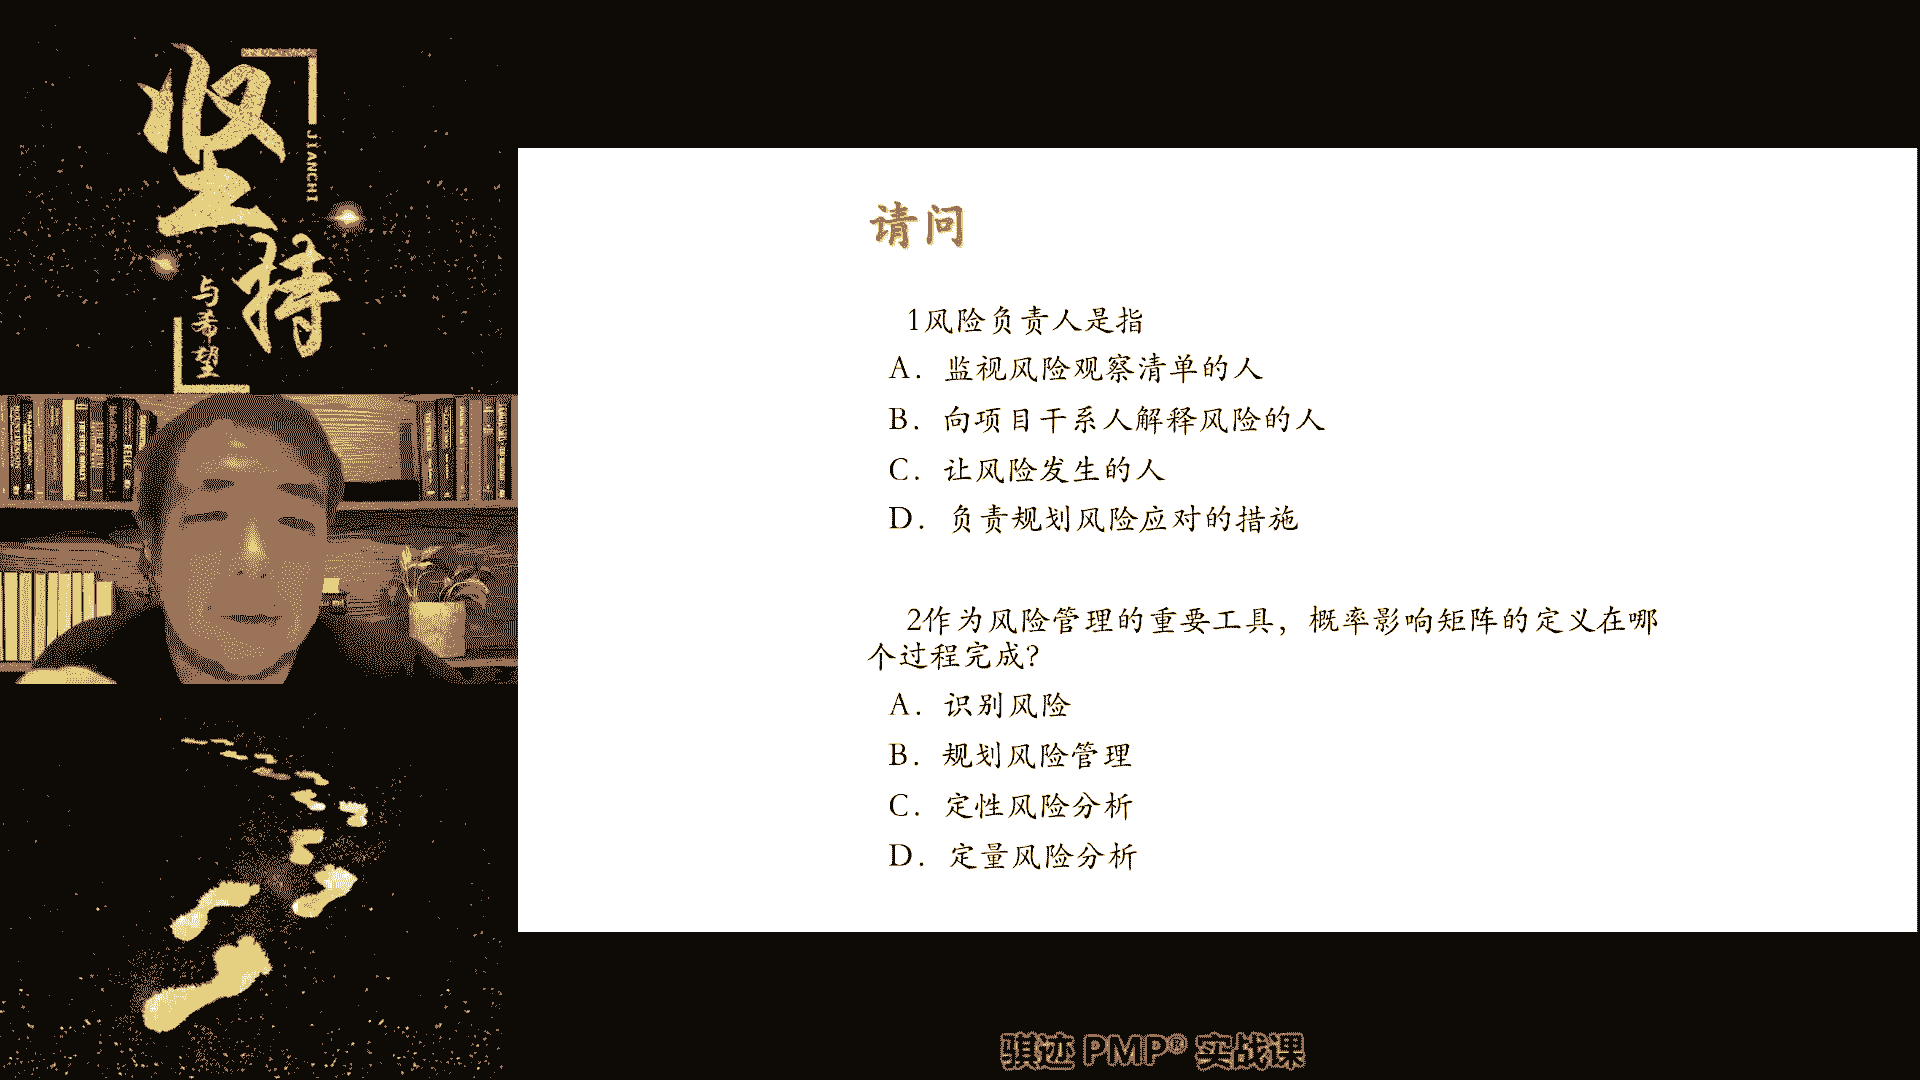 坚持
JIANCHI
与希望
请问
1风险负责人是指
A. 监视风险观察清单的人
B. 向项目干系人解释风险的人
C. 让风险发生的人
D. 负责规划风险应对的措施
2作为风险管理的重要工具，概率影响矩阵的定义在哪
个过程完成？
A. 识别风险
B. 规划风险管理
C. 定性风险分析
D. 定量风险分析
骐迹 PMP® 实战课